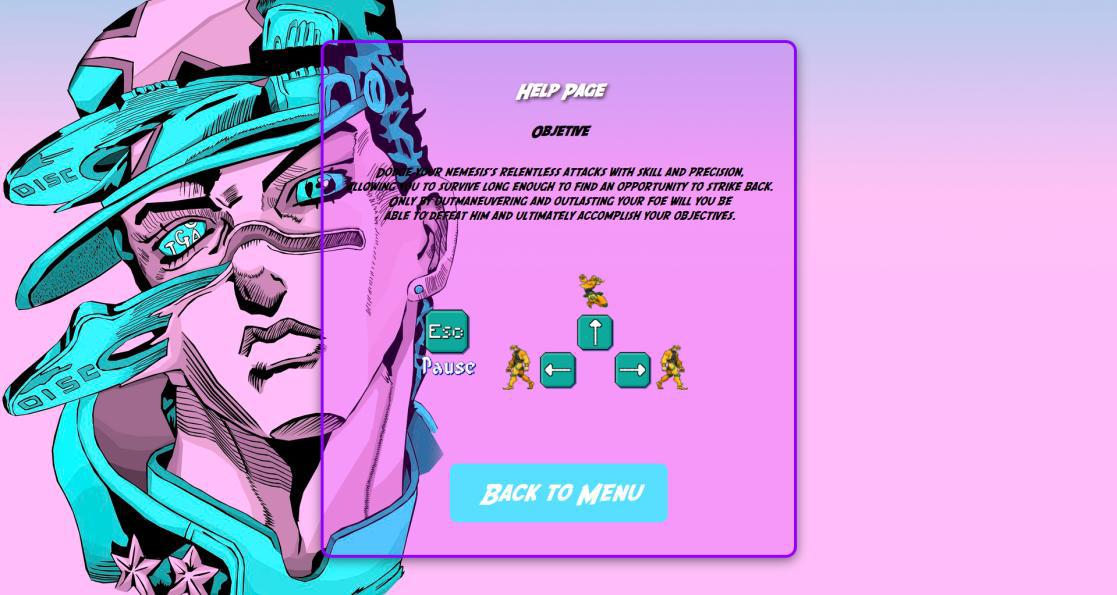 DISC
Help Page
Objetive
Dodge your nemesis's relentless attacks with skill and precision,
allowing you to survive long enough to find an opportunity to strike back.
Only by outmaneuvering and outlasting your foe will you be
able to defeat him and ultimately accomplish your objectives.
Esc
Pause
DISC
Back to Menu